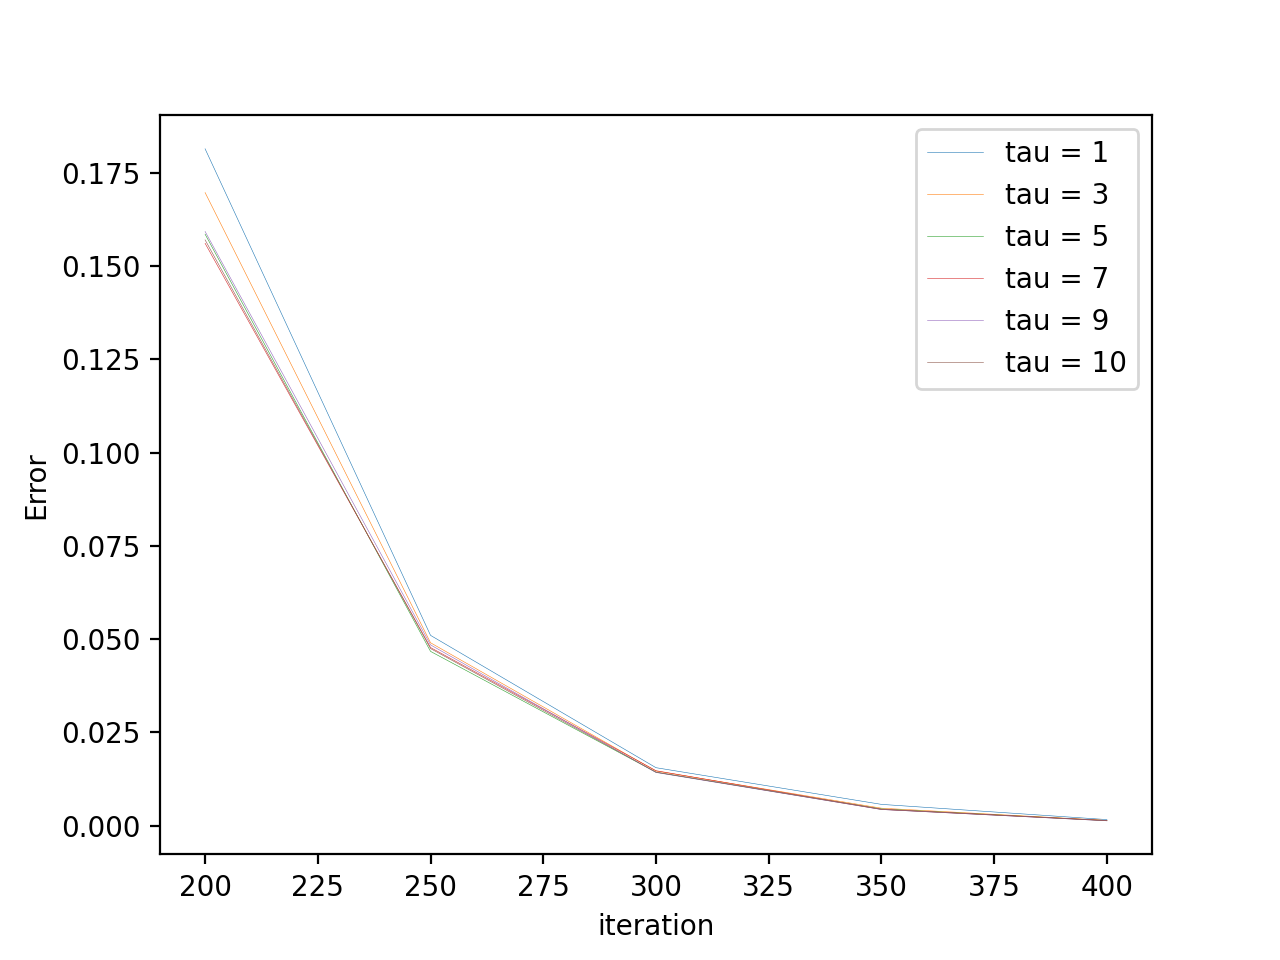 tau = 1
tau = 3
tau = 5
tau = 7
tau = 9
tau = 10
0.175
0.150
0.125
0.100
0.075
0.050
0.025
0.000
Error
200 225 250 275 300 325 350 375 400
iteration